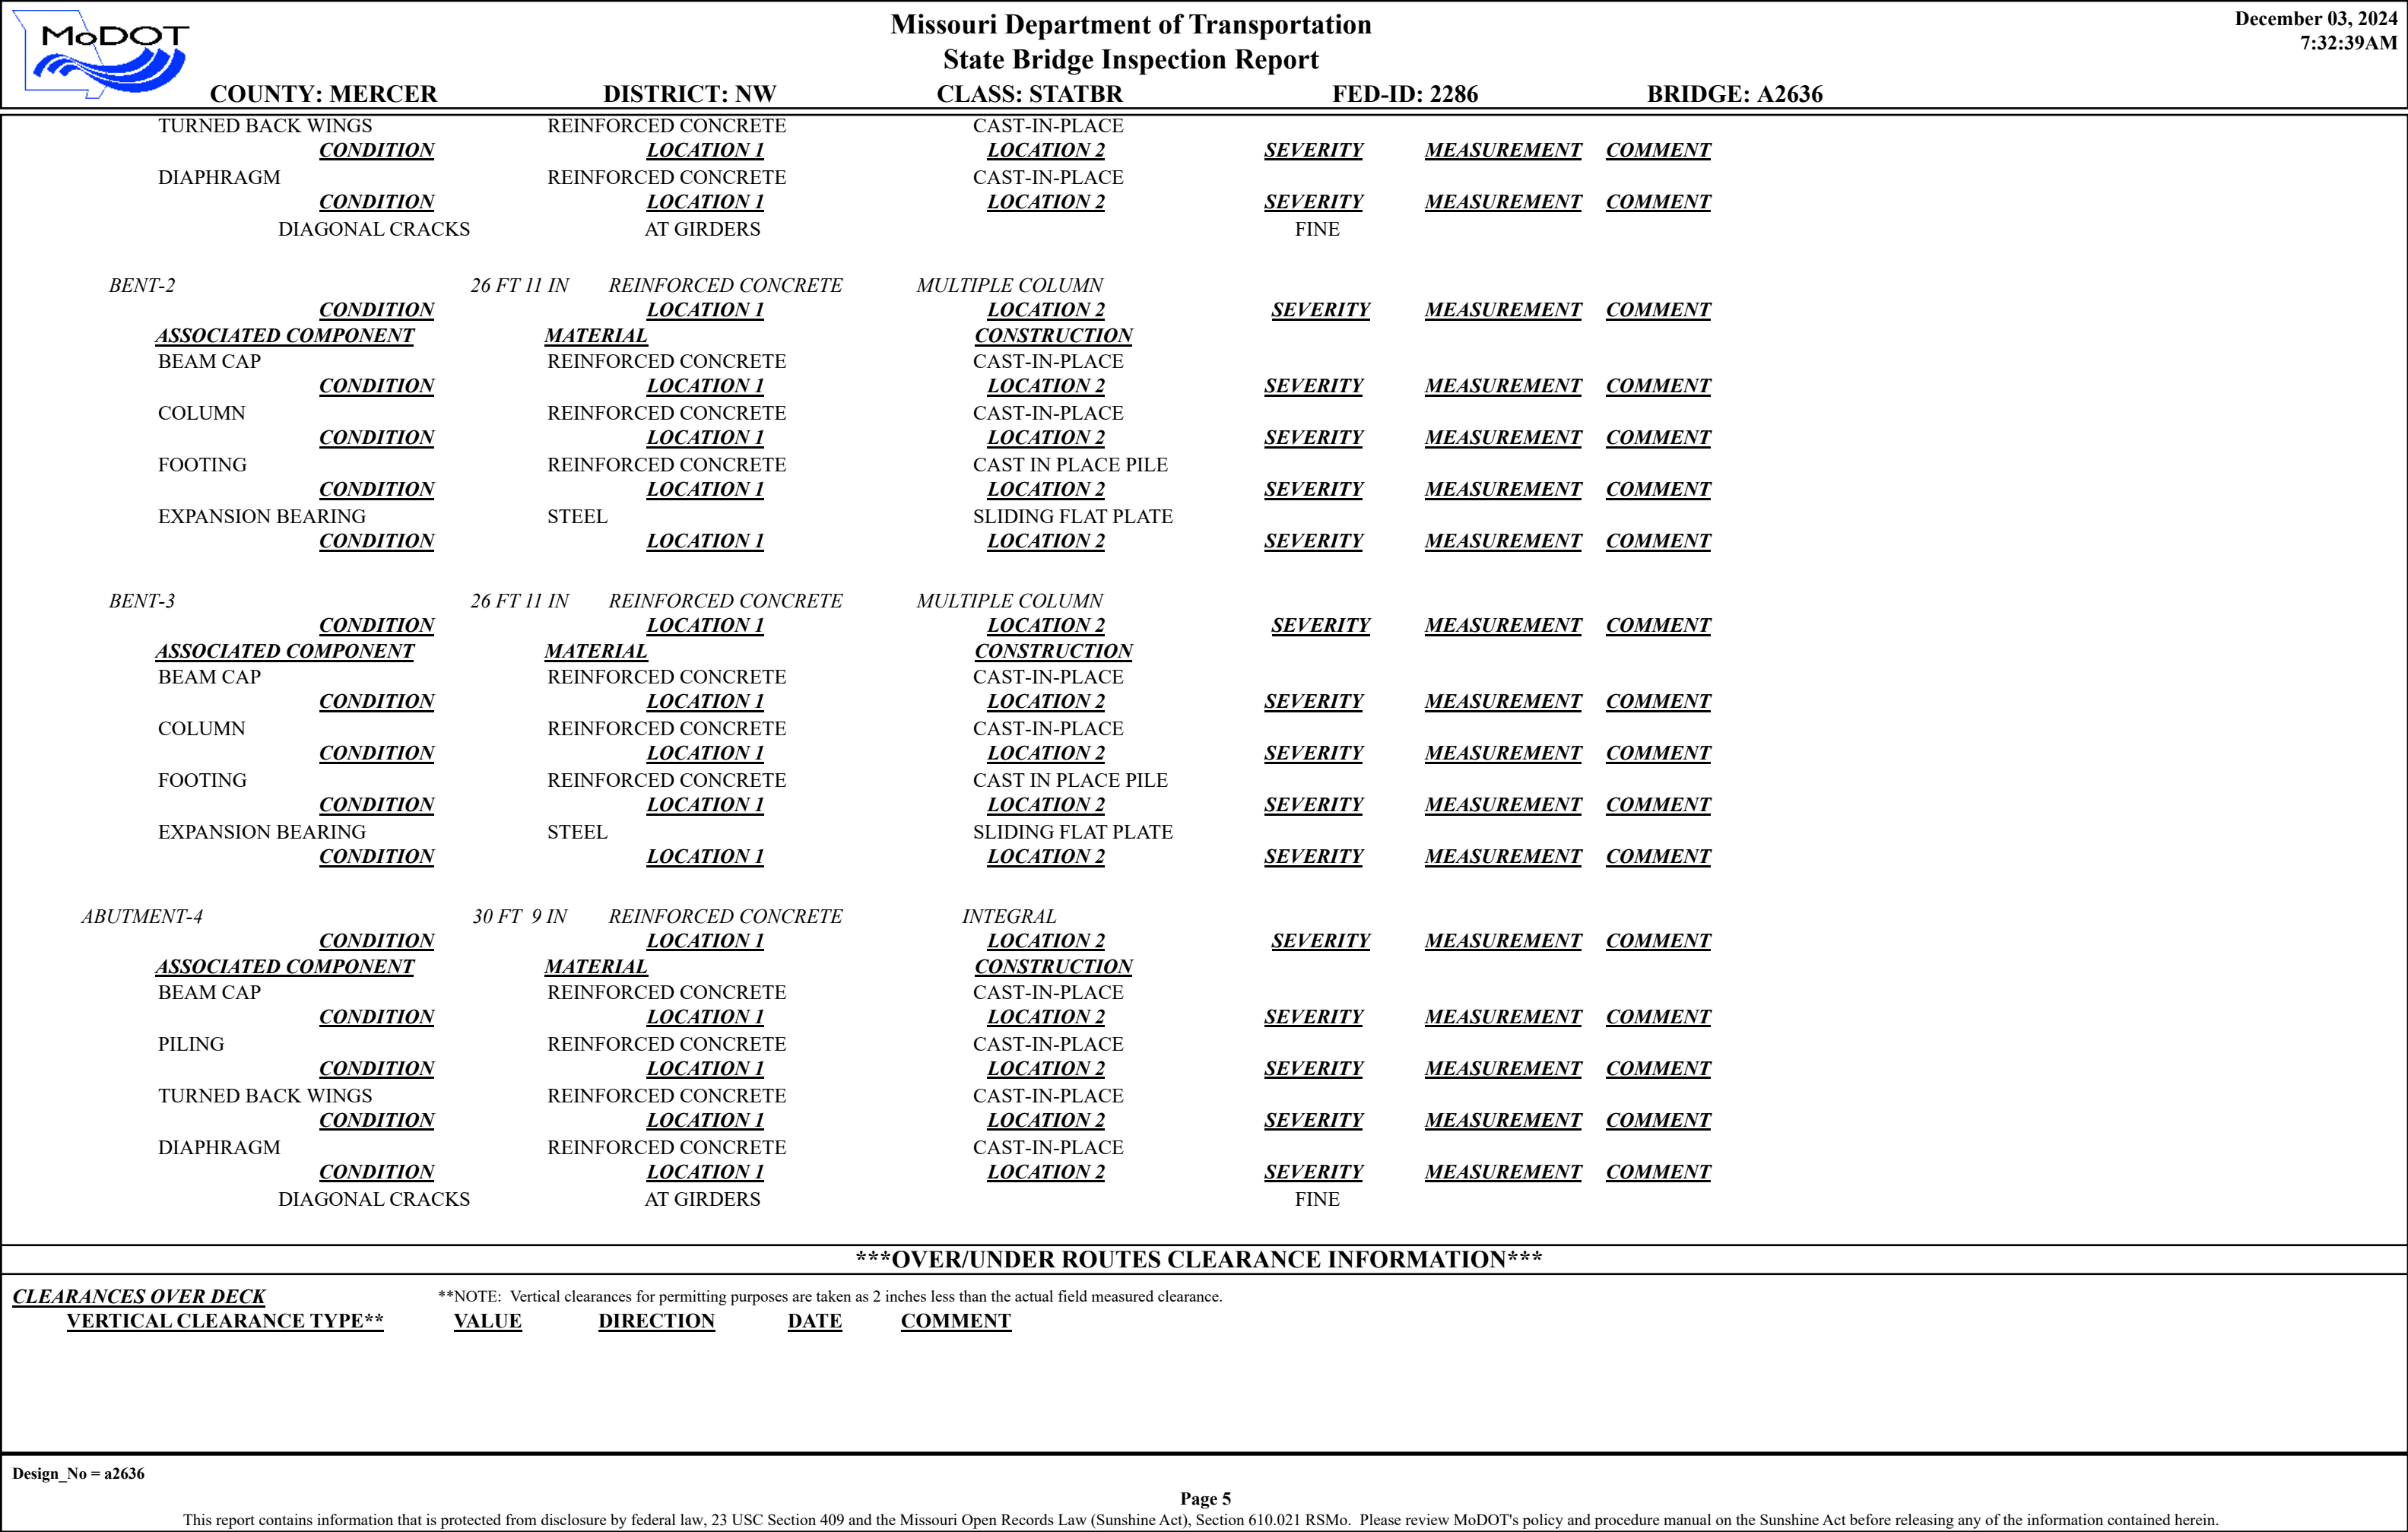 MoDOT
Missouri Department of Transportation
State Bridge Inspection Report
December 03, 2024
7:32:39AM
COUNTY: MERCER DISTRICT: NW CLASS: STATBR FED-ID: 2286 BRIDGE: A2636
TURNED BACK WINGS REINFORCED CONCRETE CAST-IN-PLACE
CONDITION LOCATION 1 LOCATION 2 SEVERITY MEASUREMENT COMMENT
DIAPHRAGM REINFORCED CONCRETE CAST-IN-PLACE
CONDITION LOCATION 1 LOCATION 2 SEVERITY MEASUREMENT COMMENT
DIAGONAL CRACKS AT GIRDERS FINE
BENT-2 26 FT 11 IN REINFORCED CONCRETE MULTIPLE COLUMN
CONDITION LOCATION 1 LOCATION 2 SEVERITY MEASUREMENT COMMENT
ASSOCIATED COMPONENT MATERIAL CONSTRUCTION
BEAM CAP REINFORCED CONCRETE CAST-IN-PLACE
CONDITION LOCATION 1 LOCATION 2 SEVERITY MEASUREMENT COMMENT
COLUMN REINFORCED CONCRETE CAST-IN-PLACE
CONDITION LOCATION 1 LOCATION 2 SEVERITY MEASUREMENT COMMENT
FOOTING REINFORCED CONCRETE CAST IN PLACE PILE
CONDITION LOCATION 1 LOCATION 2 SEVERITY MEASUREMENT COMMENT
EXPANSION BEARING STEEL SLIDING FLAT PLATE
CONDITION LOCATION 1 LOCATION 2 SEVERITY MEASUREMENT COMMENT
BENT-3 26 FT 11 IN REINFORCED CONCRETE MULTIPLE COLUMN
CONDITION LOCATION 1 LOCATION 2 SEVERITY MEASUREMENT COMMENT
ASSOCIATED COMPONENT MATERIAL CONSTRUCTION
BEAM CAP REINFORCED CONCRETE CAST-IN-PLACE
CONDITION LOCATION 1 LOCATION 2 SEVERITY MEASUREMENT COMMENT
COLUMN REINFORCED CONCRETE CAST-IN-PLACE
CONDITION LOCATION 1 LOCATION 2 SEVERITY MEASUREMENT COMMENT
FOOTING REINFORCED CONCRETE CAST IN PLACE PILE
CONDITION LOCATION 1 LOCATION 2 SEVERITY MEASUREMENT COMMENT
EXPANSION BEARING STEEL SLIDING FLAT PLATE
CONDITION LOCATION 1 LOCATION 2 SEVERITY MEASUREMENT COMMENT
ABUTMENT-4 30 FT 9 IN REINFORCED CONCRETE INTEGRAL
CONDITION LOCATION 1 LOCATION 2 SEVERITY MEASUREMENT COMMENT
ASSOCIATED COMPONENT MATERIAL CONSTRUCTION
BEAM CAP REINFORCED CONCRETE CAST-IN-PLACE
CONDITION LOCATION 1 LOCATION 2 SEVERITY MEASUREMENT COMMENT
PILING REINFORCED CONCRETE CAST-IN-PLACE
CONDITION LOCATION 1 LOCATION 2 SEVERITY MEASUREMENT COMMENT
TURNED BACK WINGS REINFORCED CONCRETE CAST-IN-PLACE
CONDITION LOCATION 1 LOCATION 2 SEVERITY MEASUREMENT COMMENT
DIAPHRAGM REINFORCED CONCRETE CAST-IN-PLACE
CONDITION LOCATION 1 LOCATION 2 SEVERITY MEASUREMENT COMMENT
DIAGONAL CRACKS AT GIRDERS FINE
***OVER/UNDER ROUTES CLEARANCE INFORMATION***
CLEARANCES OVER DECK **NOTE: Vertical clearances for permitting purposes are taken as 2 inches less than the actual field measured clearance.
VERTICAL CLEARANCE TYPE** VALUE DIRECTION DATE COMMENT
Design_No = a2636
Page 5
This report contains information that is protected from disclosure by federal law, 23 USC Section 409 and the Missouri Open Records Law (Sunshine Act), Section 610.021 RSMo. Please review MoDOT's policy and procedure manual on the Sunshine Act before releasing any of the information contained herein.